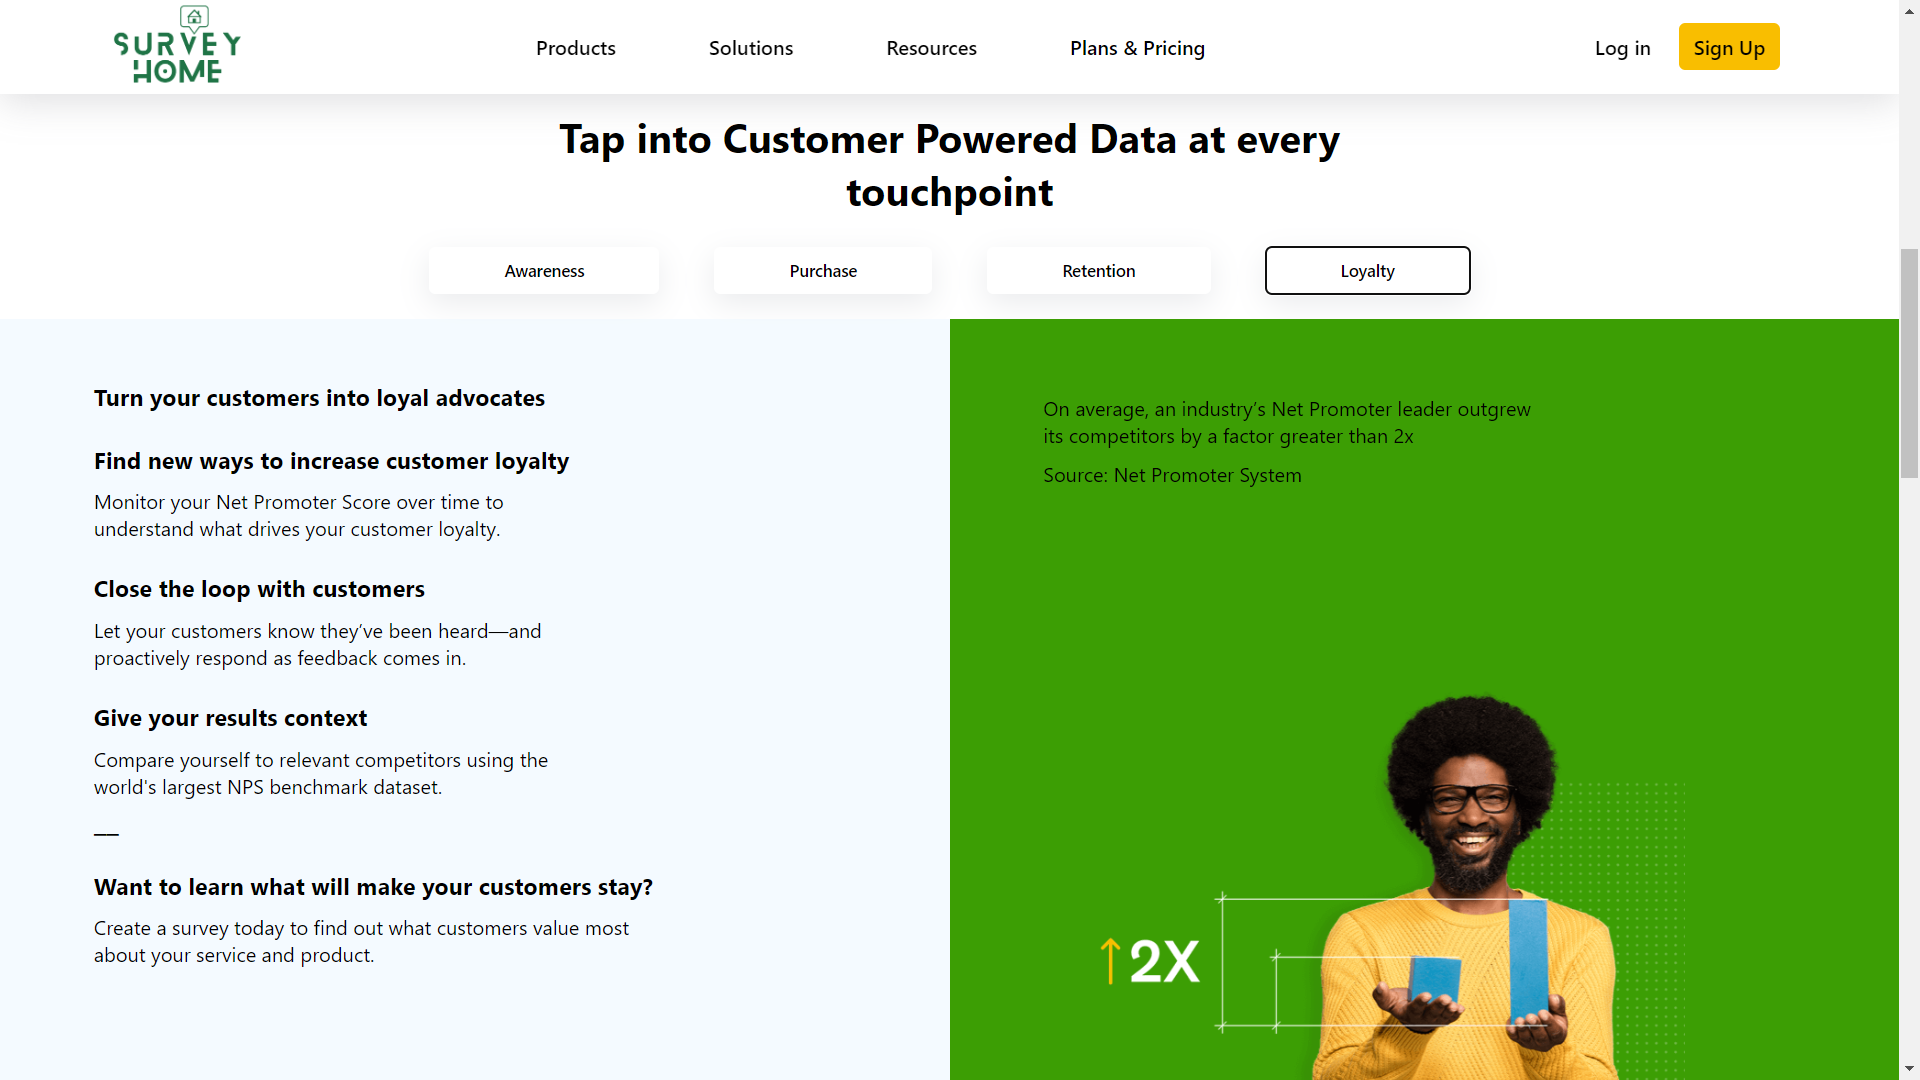 SURVEY
HOME
Products
Solutions
Resources
Plans & Pricing
Log in
Sign Up
Tap into Customer Powered Data at every
touchpoint
Awareness
Purchase
Retention
Loyalty
Turn your customers into loyal advocates
Find new ways to increase customer loyalty
Monitor your Net Promoter Score over time to
understand what drives your customer loyalty.
Close the loop with customers
Let your customers know they’ve been heard—and
proactively respond as feedback comes in.
Give your results context
Compare yourself to relevant competitors using the
world's largest NPS benchmark dataset.
__
Want to learn what will make your customers stay?
Create a survey today to find out what customers value most
about your service and product.
On average, an industry’s Net Promoter leader outgrew
its competitors by a factor greater than 2x
Source: Net Promoter System
↑2X